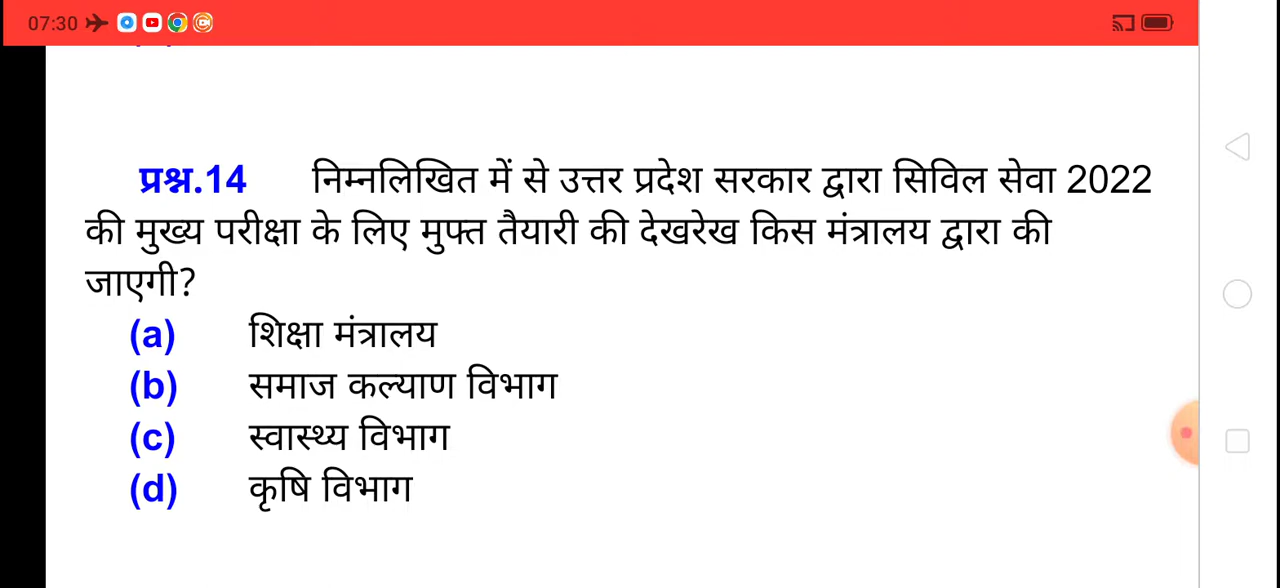 07:30
प्रश्न.14 निम्नलिखित में से उत्तर प्रदेश सरकार द्वारा सिविल सेवा 2022
की मुख्य परीक्षा के लिए मुफ्त तैयारी की देखरेख किस मंत्रालय द्वारा की
जाएगी?
(a) शिक्षा मंत्रालय
(b) समाज कल्याण विभाग
(c) स्वास्थ्य विभाग
(d) कृषि विभाग